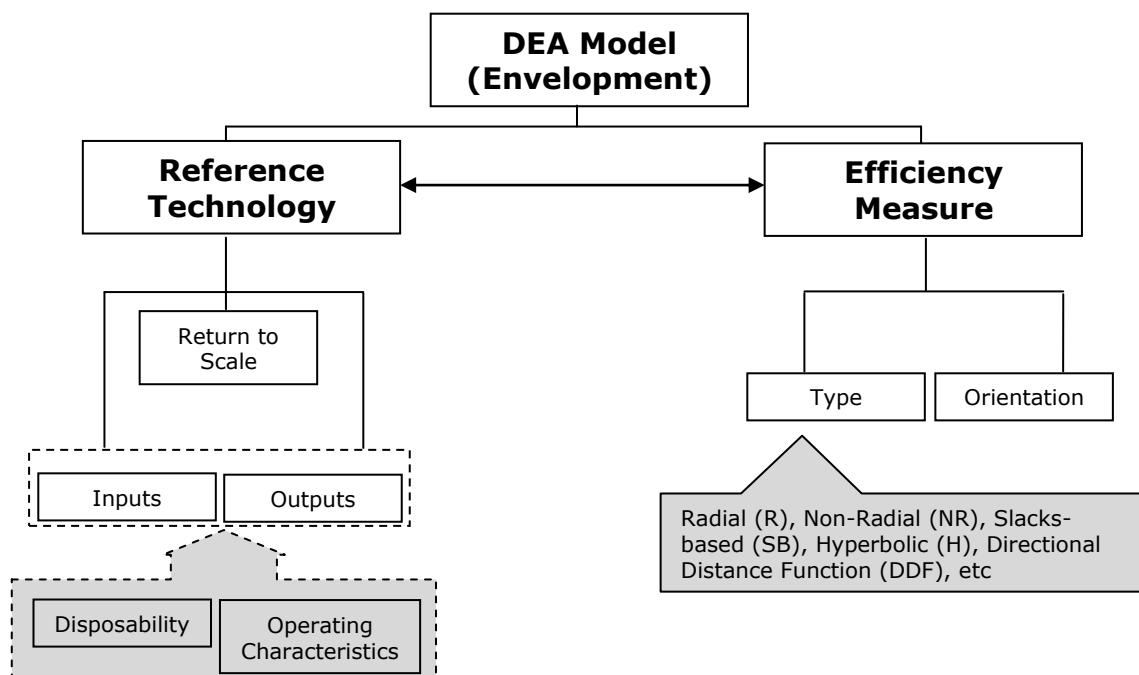 DEA Model
(Envelopment)
Reference
Technology
Efficiency
Measure
Return to
Scale
Type
Orientation
Inputs
Outputs
Radial (R), Non-Radial (NR), Slacks-
based (SB), Hyperbolic (H), Directional
Distance Function (DDF), etc
Disposability
Operating
Characteristics